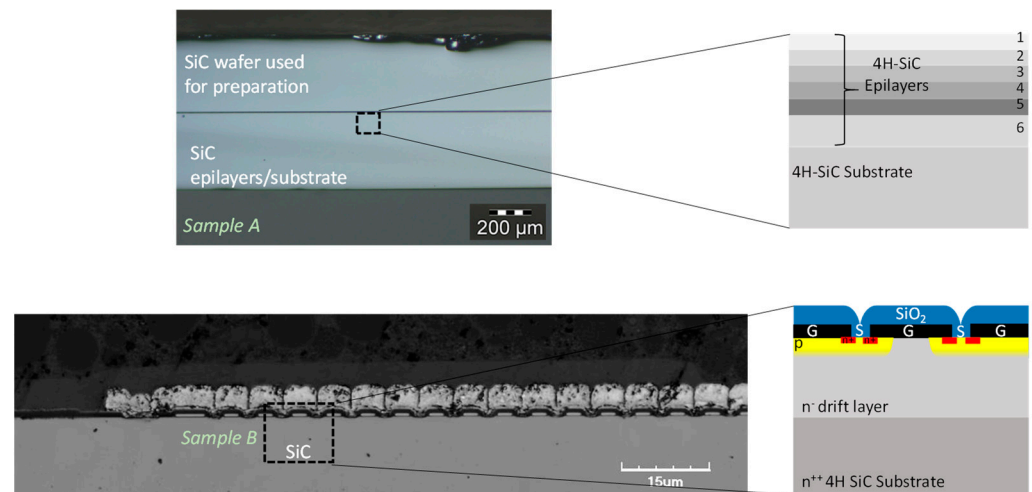 SiC wafer used
for preparation
SiC
epilayers/substrate
Sample A
200 µm
1
2
3
4
5
6
4H-SiC
Epilayers
4H-SiC Substrate
Sample B
SiC
15um
SiO₂
G
S
G
S
G
p
n+
n+
n⁻ drift layer
n⁺⁺ 4H SiC Substrate